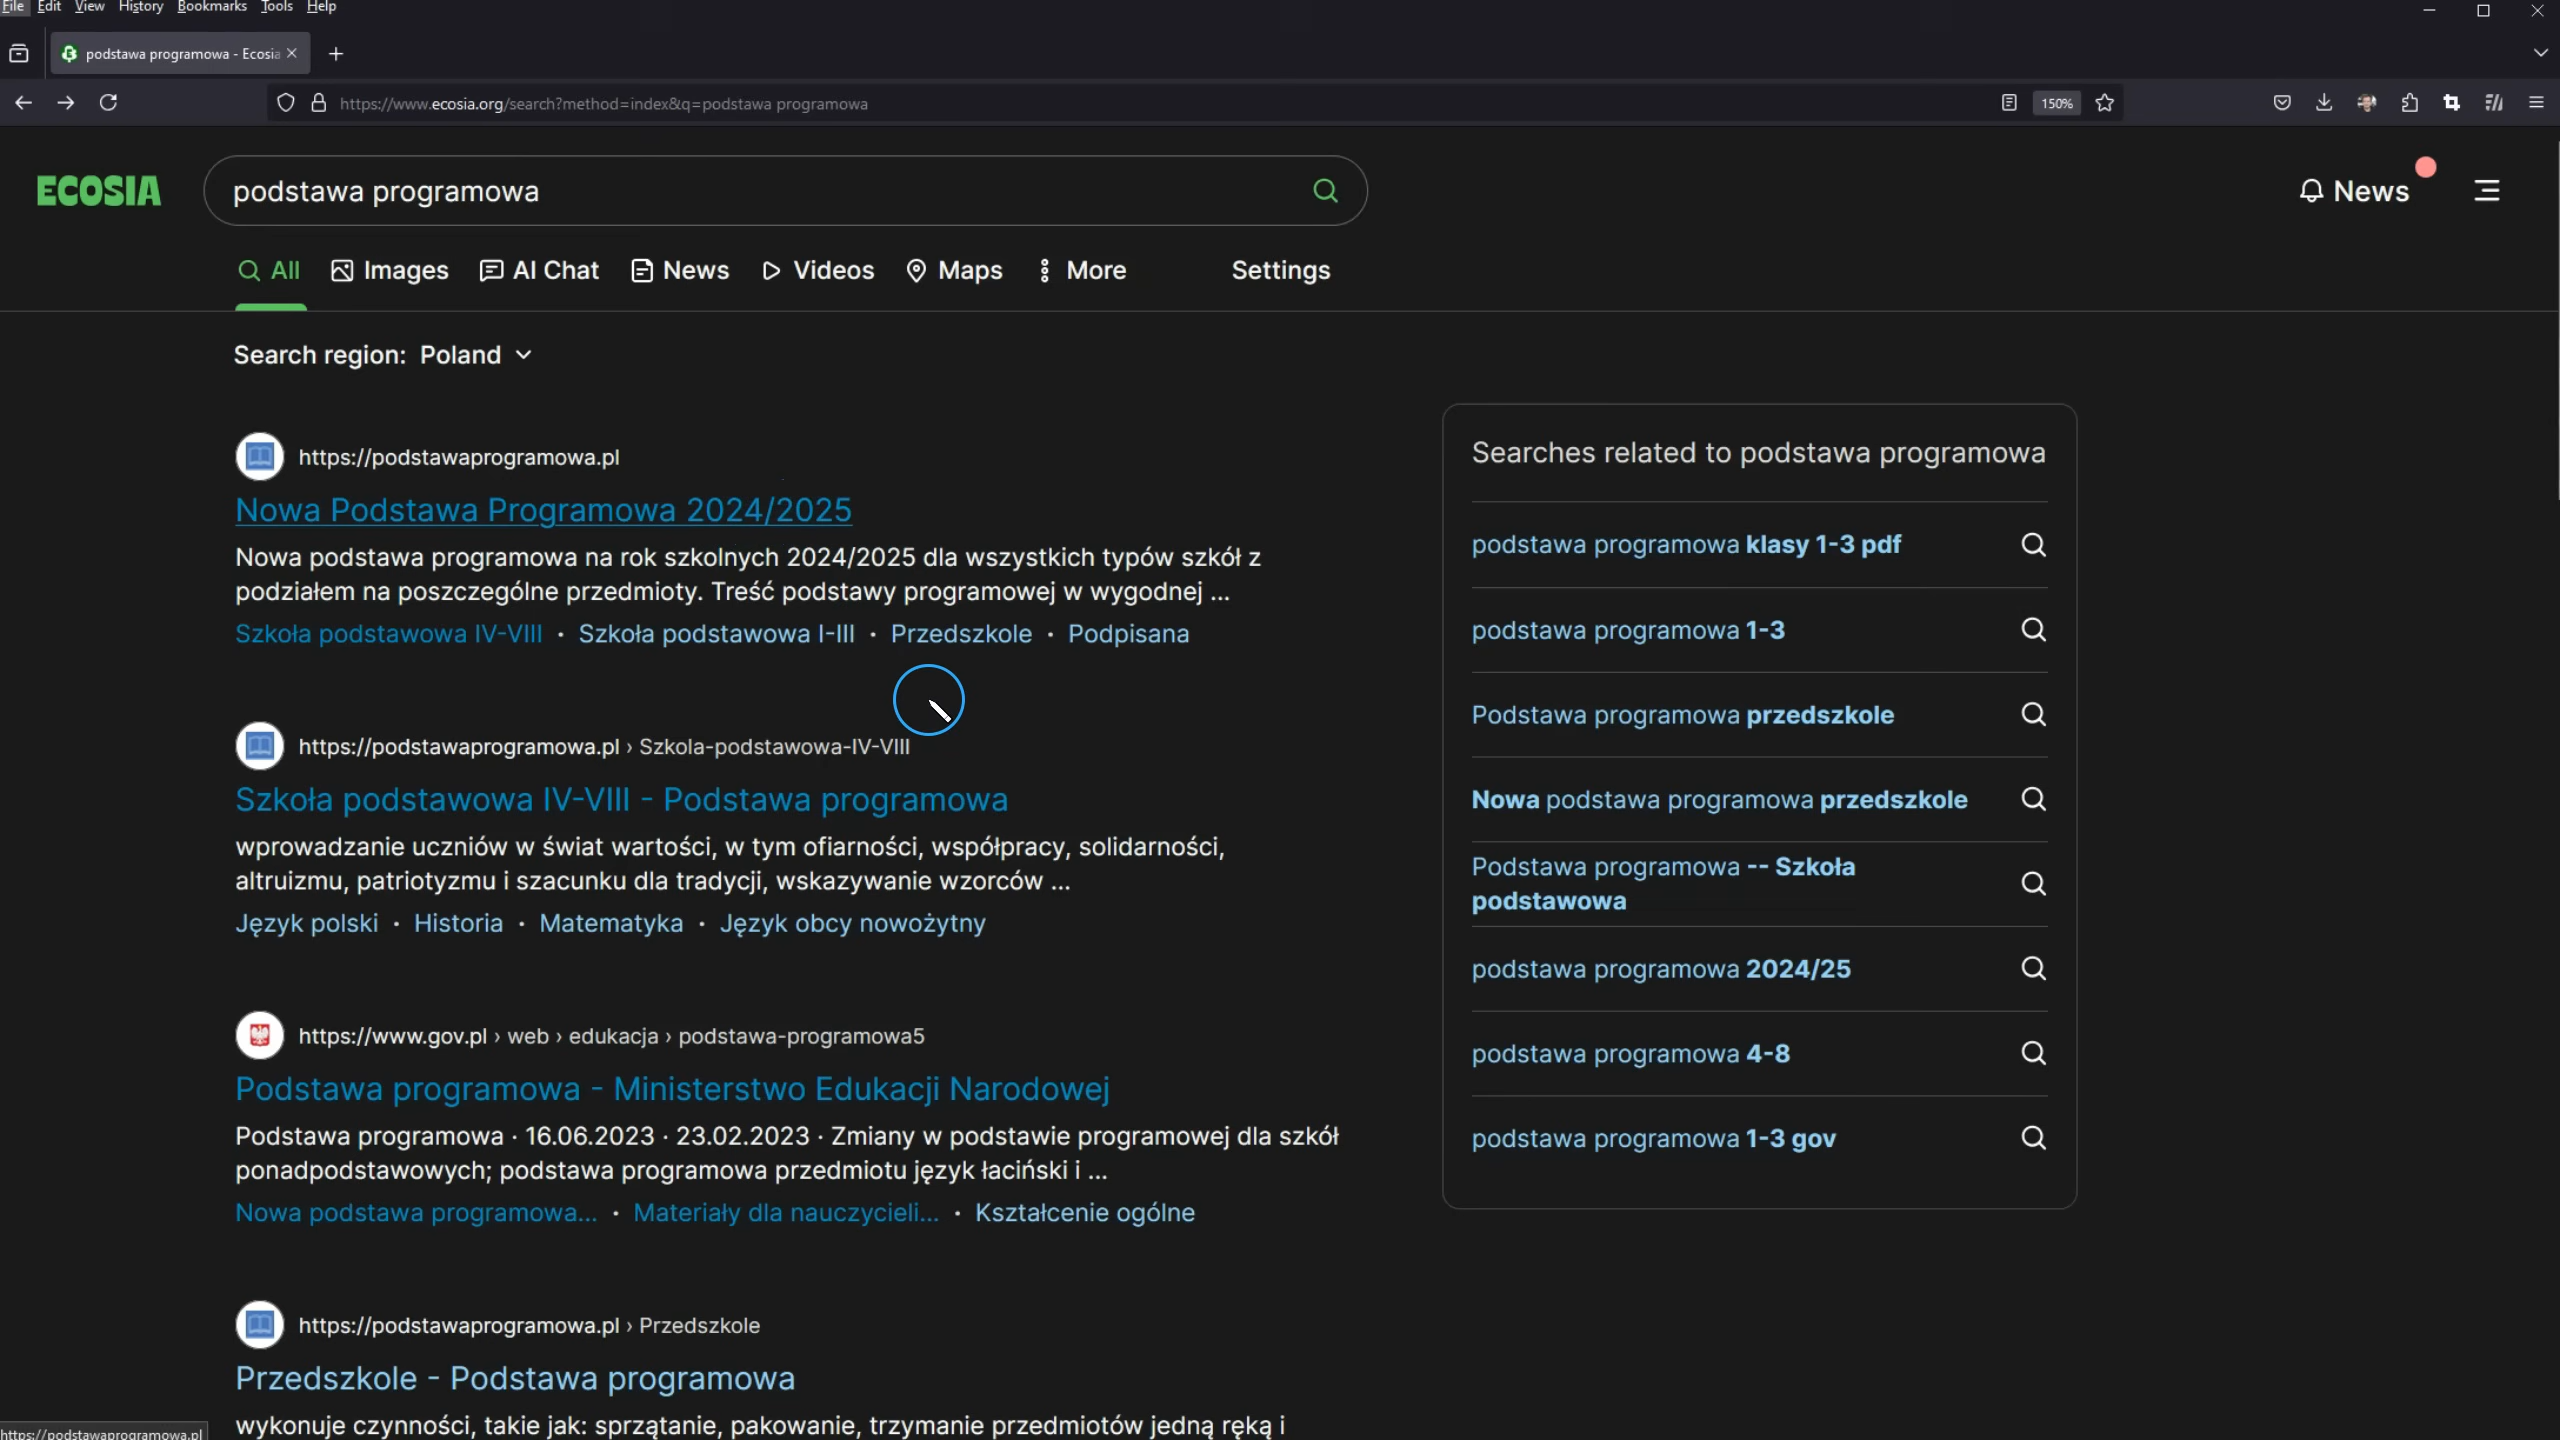 File Edit View History Bookmarks Tools Help
podstawa programowa - Ecosia
https://www.ecosia.org/search?method=index&q=podstawa programowa
150%
ECOSIA
podstawa programowa
News
All Images AI Chat News Videos Maps More Settings
Search region: Poland
https://podstawaprogramowa.pl
Nowa Podstawa Programowa 2024/2025
Nowa podstawa programowa na rok szkolnych 2024/2025 dla wszystkich typów szkół z
podziałem na poszczególne przedmioty. Treść podstawy programowej w wygodnej ...
Szkoła podstawowa IV-VIII · Szkoła podstawowa I-III · Przedszkole · Podpisana
https://podstawaprogramowa.pl › Szkola-podstawowa-IV-VIII
Szkoła podstawowa IV-VIII - Podstawa programowa
wprowadzanie uczniów w świat wartości, w tym ofiarności, współpracy, solidarności,
altruizmu, patriotyzmu i szacunku dla tradycji, wskazywanie wzorców ...
Język polski · Historia · Matematyka · Język obcy nowożytny
https://www.gov.pl › web › edukacja › podstawa-programowa5
Podstawa programowa - Ministerstwo Edukacji Narodowej
Podstawa programowa · 16.06.2023 · 23.02.2023 · Zmiany w podstawie programowej dla szkół
ponadpodstawowych; podstawa programowa przedmiotu język łaciński i ...
Nowa podstawa programowa... · Materiały dla nauczycieli... · Kształcenie ogólne
https://podstawaprogramowa.pl › Przedszkole
Przedszkole - Podstawa programowa
wykonuje czynności, takie jak: sprzątanie, pakowanie, trzymanie przedmiotów jedną ręką i
Searches related to podstawa programowa
podstawa programowa klasy 1-3 pdf
podstawa programowa 1-3
Podstawa programowa przedszkole
Nowa podstawa programowa przedszkole
Podstawa programowa -- Szkoła
podstawowa
podstawa programowa 2024/25
podstawa programowa 4-8
podstawa programowa 1-3 gov
https://podstawaprogramowa.pl